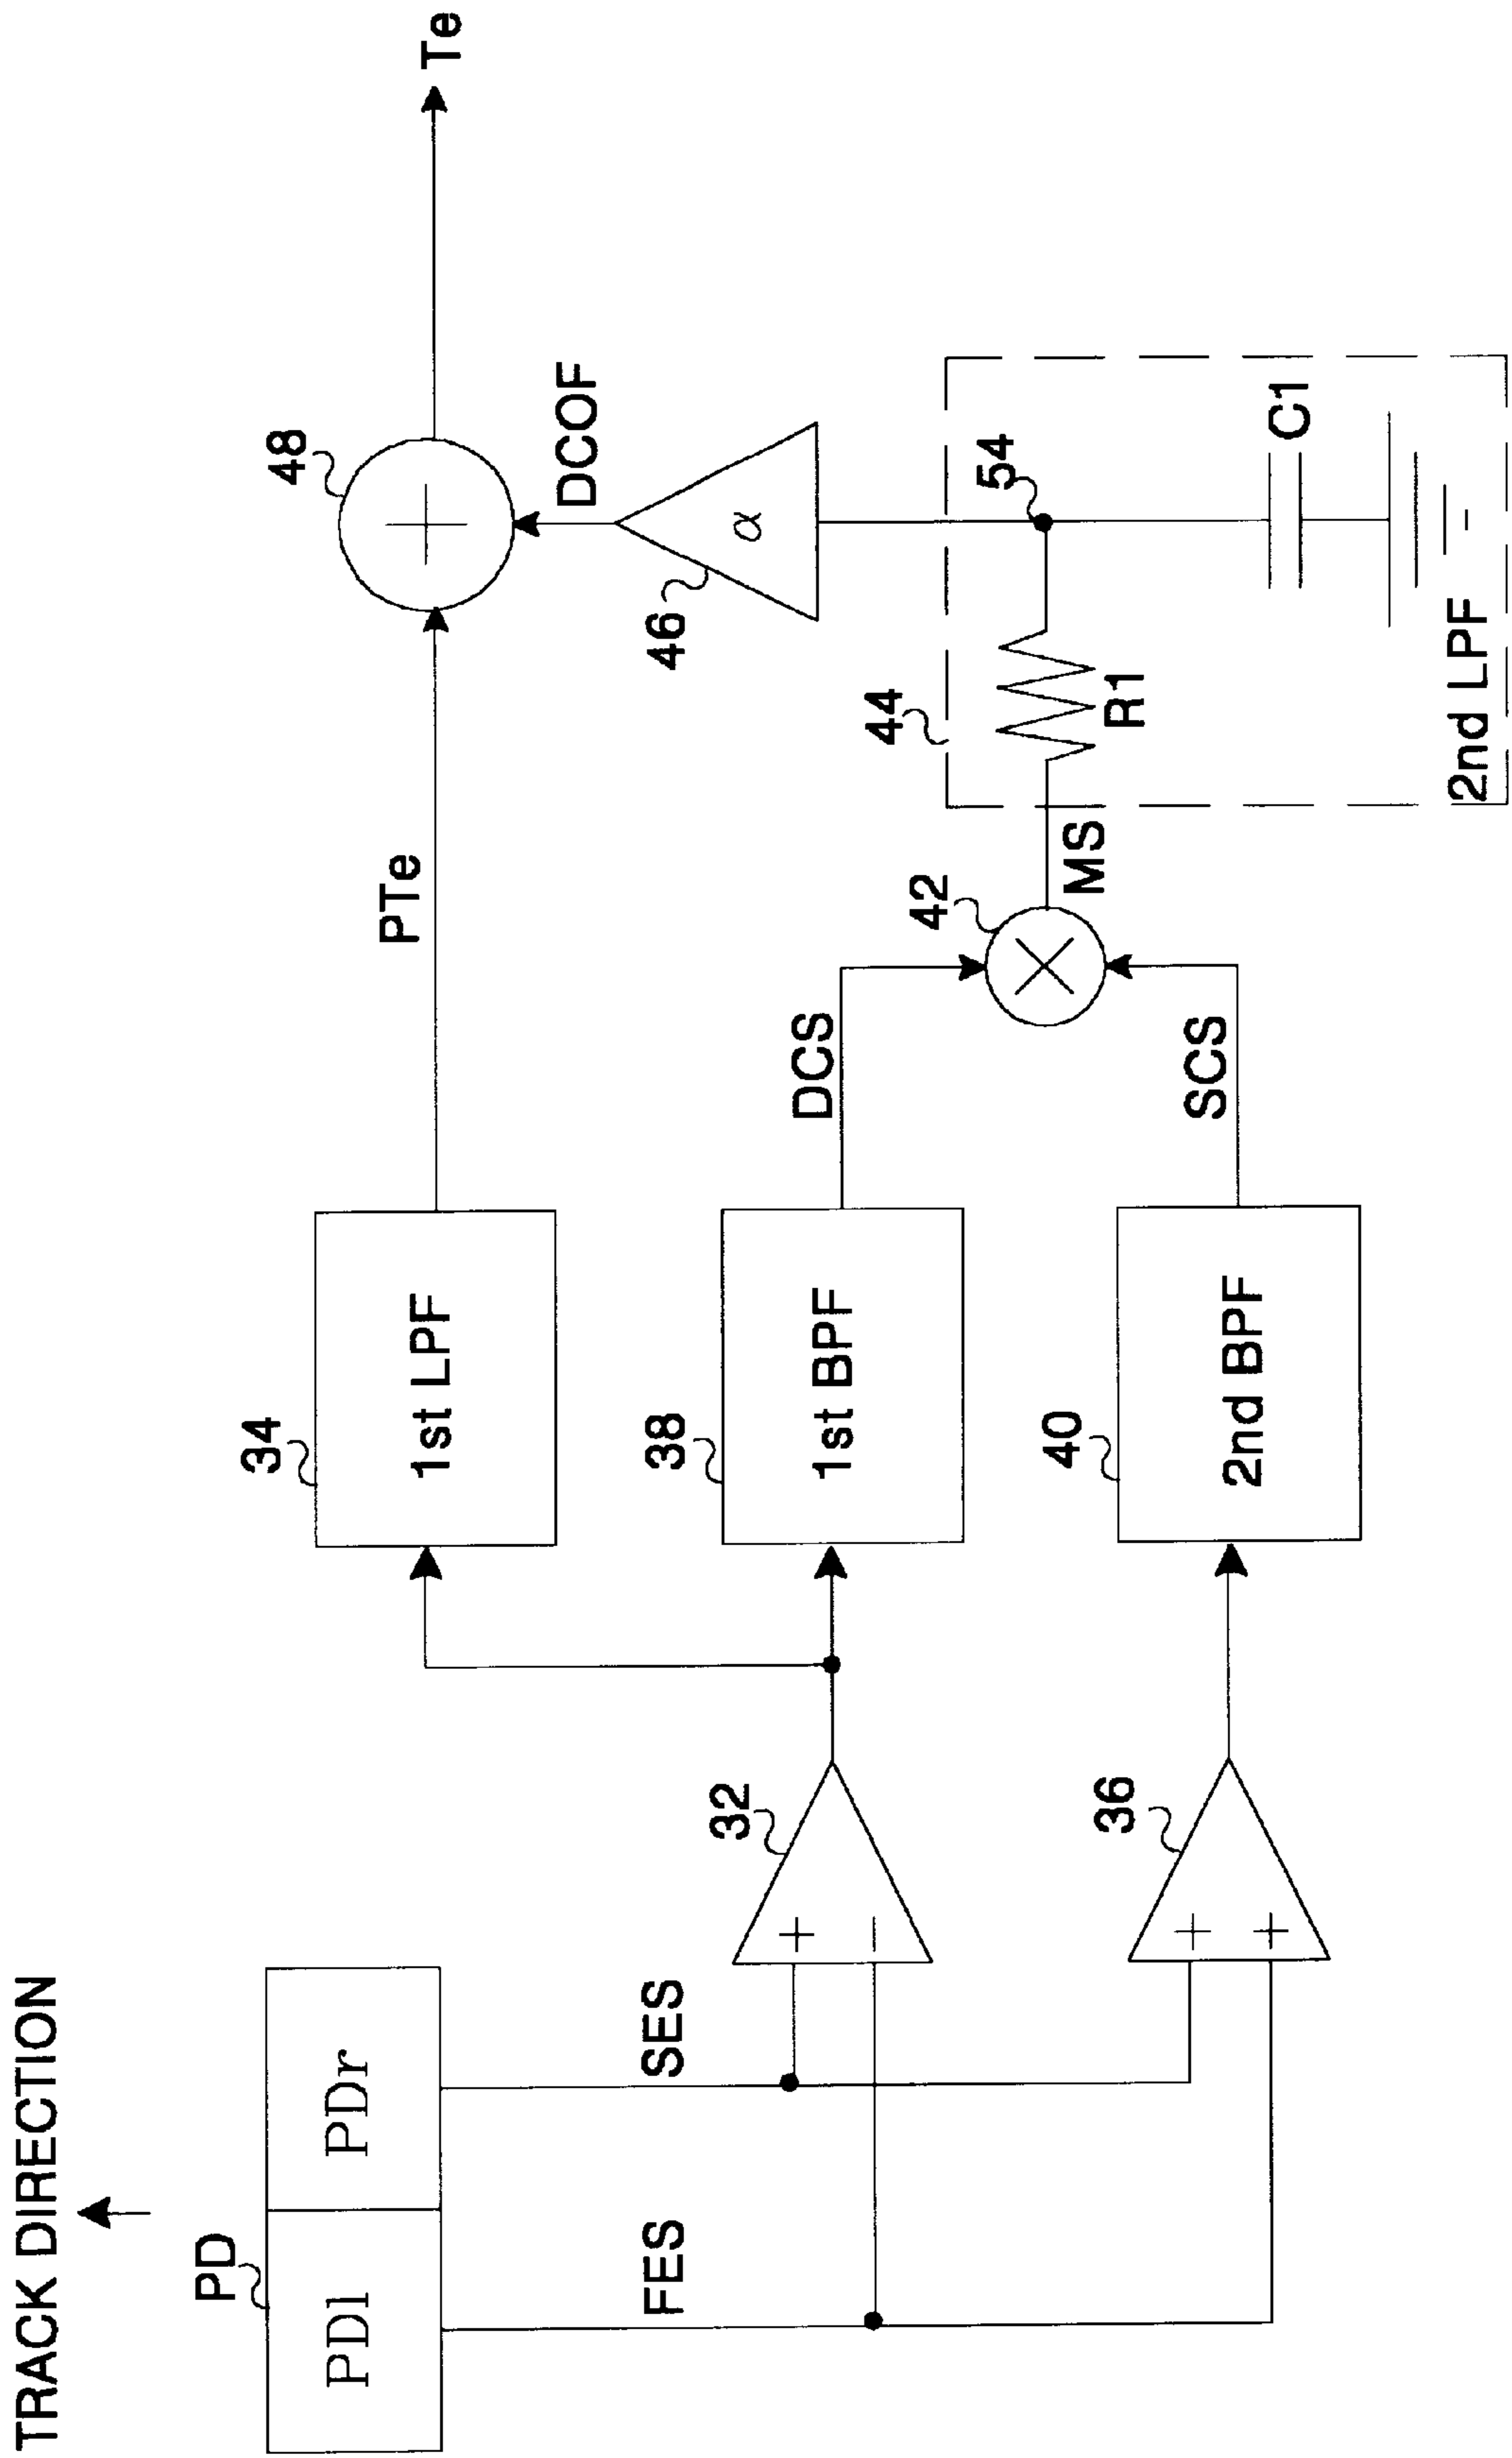 TRACK DIRECTION
PD
PDl
PDr
FES
SES
32
+
−
36
+
+
34
1st LPF
38
1st BPF
40
2nd BPF
PTe
DCS
SCS
42
×
MS
44
R1
54
C1
2nd LPF
46
α
DCOF
48
+
Te